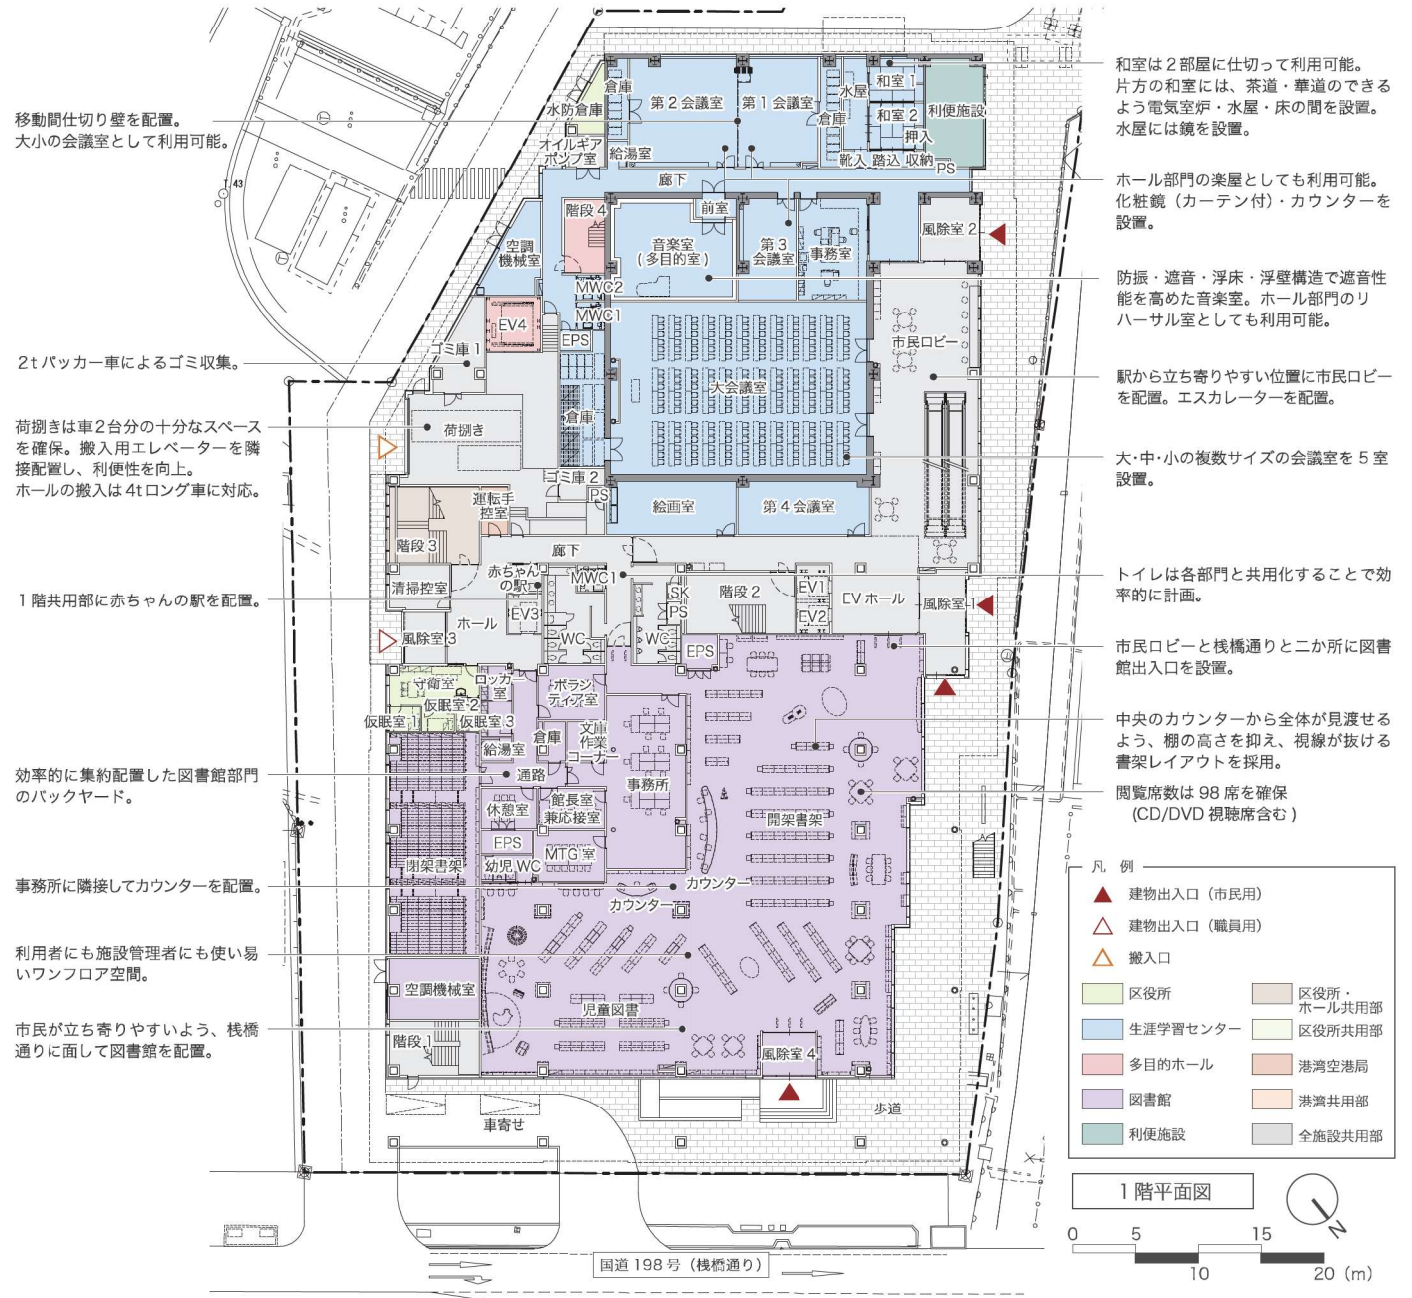 移動間仕切り壁を配置。
大小の会議室として利用可能。
2tパッカー車によるゴミ収集。
荷捌きは車2台分の十分なスペース
を確保。搬入用エレベーターを隣
接配置し、利便性を向上。
ホールの搬入は4tロング車に対応。
1階共用部に赤ちゃんの駅を配置。
効率的に集約配置した図書館部門
のバックヤード。
事務所に隣接してカウンターを配置。
利用者にも施設管理者にも使い易
いワンフロア空間。
市民が立ち寄りやすいよう、桟橋
通りに面して図書館を配置。
T.43
倉庫
水防倉庫
第2会議室
第1会議室
倉庫
水屋
和室1
和室2
押入
利便施設
オイルギア
ポンプ室
給湯室
靴入
踏込
収納
PS
廊下
前室
階段4
空調
機械室
音楽室
(多目的室)
第3
会議室
事務室
風除室2
MWC2
MWC1
EV4
EPS
ゴミ庫1
市民ロビー
大会議室
倉庫
荷捌き
ゴミ庫2
PS
運転手
控室
絵画室
第4会議室
階段3
廊下
清掃控室
赤ちゃん
の駅
MWC1
SK
PS
階段2
EV1
EV2
EVホール
風除室1
EV3
ホール
風除室3
WC
WC
EPS
守衛室
ロッカ
室
ボラン
ティア室
仮眠室2
仮眠室1
仮眠室3
倉庫
文庫
作業
コーナー
給湯室
通路
事務所
休憩室
館長室
兼応接室
開架書架
EPS
MTG室
幼児WC
閉架書架
カウンター
カウンター
空調機械室
児童図書
階段1
風除室4
車寄せ
歩道
国道198号(桟橋通り)
和室は2部屋に仕切って利用可能。
片方の和室には、茶道・華道のできる
よう電気室炉・水屋・床の間を設置。
水屋には鏡を設置。
ホール部門の楽屋としても利用可能。
化粧鏡(カーテン付)・カウンターを
設置。
防振・遮音・浮床・浮壁構造で遮音性
能を高めた音楽室。ホール部門のリ
ハーサル室としても利用可能。
駅から立ち寄りやすい位置に市民ロビー
を配置。エスカレーターを配置。
大・中・小の複数サイズの会議室を5室
設置。
トイレは各部門と共用化することで効
率的に計画。
市民ロビーと桟橋通りと二か所に図書
館出入口を設置。
中央のカウンターから全体が見渡せる
よう、棚の高さを抑え、視線が抜ける
書架レイアウトを採用。
閲覧席数は98席を確保
(CD/DVD視聴席含む)
凡 例
建物出入口(市民用)
建物出入口(職員用)
搬入口
区役所
生涯学習センター
多目的ホール
図書館
利便施設
区役所・
ホール共用部
区役所共用部
港湾空港局
港湾共用部
全施設共用部
1階平面図
N
0 5 15
10 20(m)